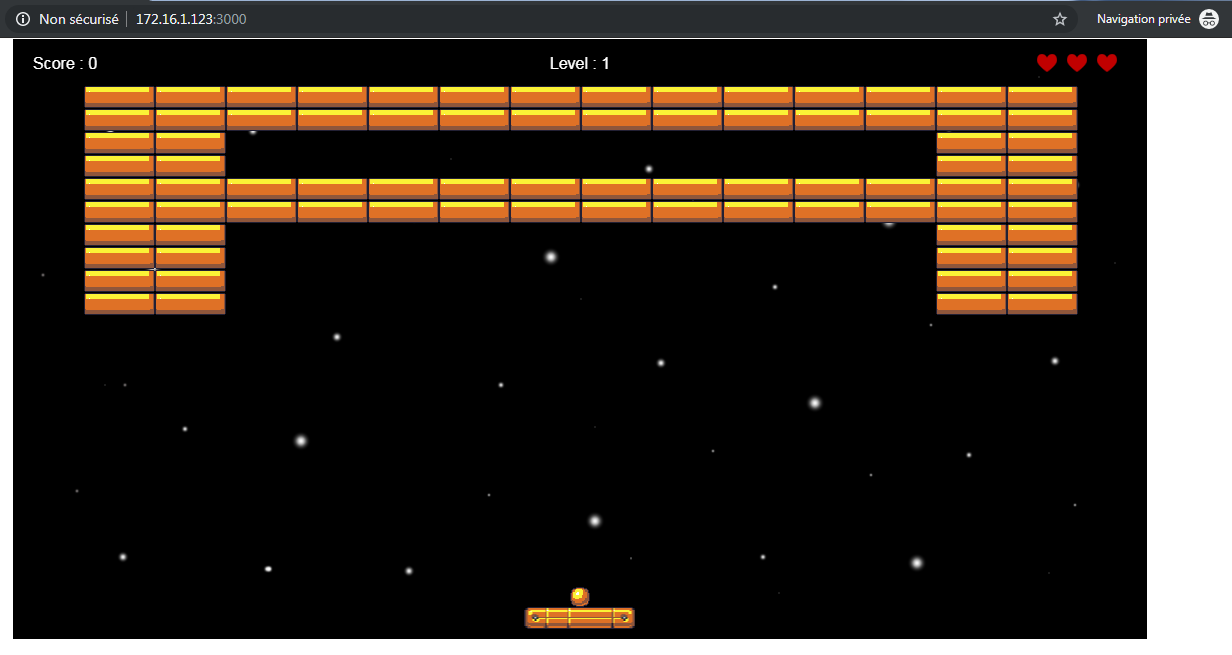 Non sécurisé | 172.16.1.123:3000 Navigation privée
Score : 0 Level : 1